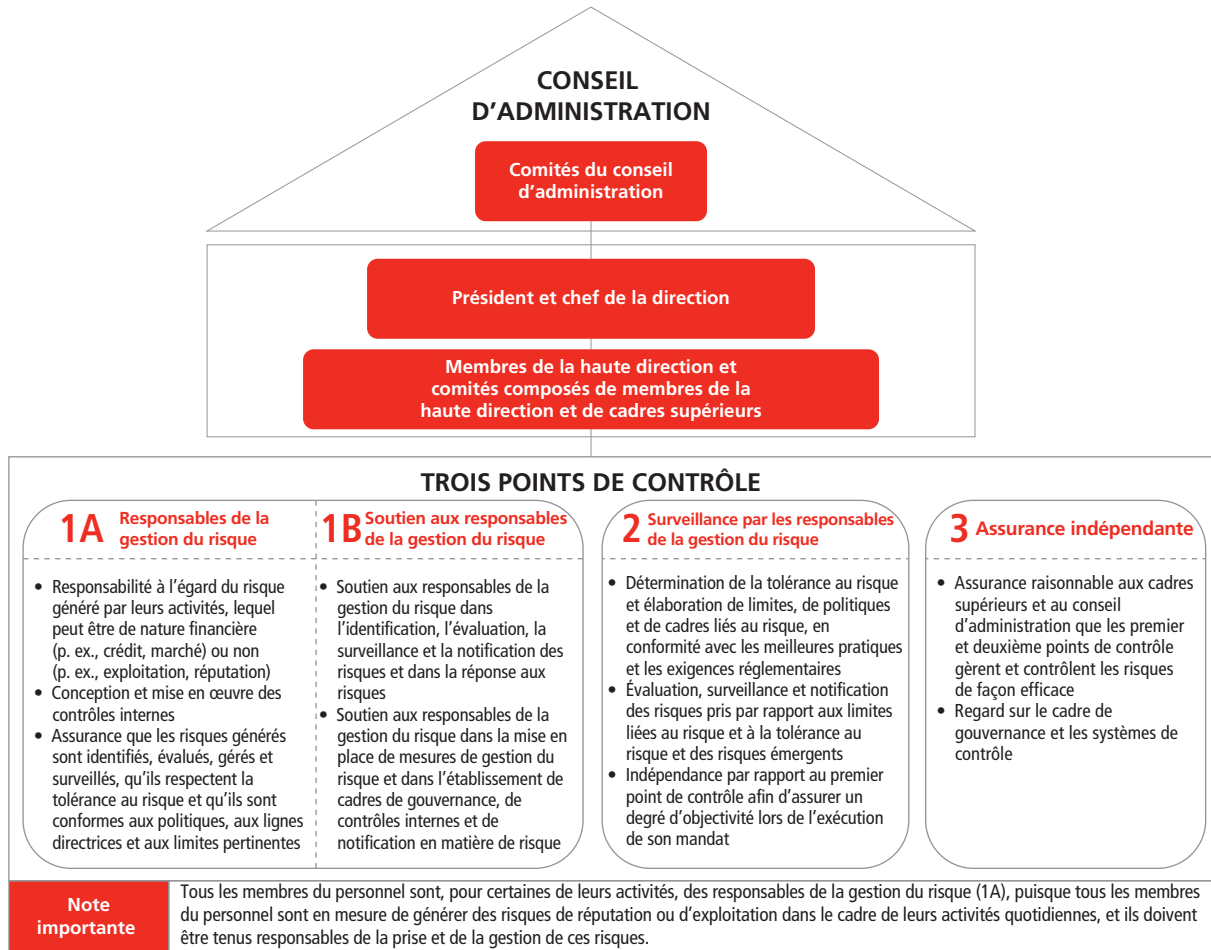 CONSEIL
D'ADMINISTRATION
Comités du conseil
d'administration
Président et chef de la direction
Membres de la haute direction et
comités composés de membres de la
haute direction et de cadres supérieurs
TROIS POINTS DE CONTRÔLE
1A Responsables de la
gestion du risque
• Responsabilité à l'égard du risque
généré par leurs activités, lequel
peut être de nature financière
(p. ex., crédit, marché) ou non
(p. ex., exploitation, réputation)
• Conception et mise en œuvre des
contrôles internes
• Assurance que les risques générés
sont identifiés, évalués, gérés et
surveillés, qu'ils respectent la
tolérance au risque et qu'ils sont
conformes aux politiques, aux lignes
directrices et aux limites pertinentes
1B Soutien aux responsables
de la gestion du risque
• Soutien aux responsables de la
gestion du risque dans
l'identification, l'évaluation, la
surveillance et la notification des
risques et dans la réponse aux
risques
• Soutien aux responsables de la
gestion du risque dans la mise en
place de mesures de gestion du
risque et dans l'établissement de
cadres de gouvernance, de
contrôles internes et de
notification en matière de risque
2 Surveillance par les responsables
de la gestion du risque
• Détermination de la tolérance au risque
et élaboration de limites, de politiques
et de cadres liés au risque, en
conformité avec les meilleures pratiques
et les exigences réglementaires
• Évaluation, surveillance et notification
des risques pris par rapport aux limites
liées au risque et à la tolérance au
risque et des risques émergents
• Indépendance par rapport au premier
point de contrôle afin d'assurer un
degré d'objectivité lors de l'exécution
de son mandat
3 Assurance indépendante
• Assurance raisonnable aux cadres
supérieurs et au conseil
d'administration que les premier
et deuxième points de contrôle
gèrent et contrôlent les risques
de façon efficace
• Regard sur le cadre de
gouvernance et les systèmes de
contrôle
Note
importante
Tous les membres du personnel sont, pour certaines de leurs activités, des responsables de la gestion du risque (1A), puisque tous les membres
du personnel sont en mesure de générer des risques de réputation ou d'exploitation dans le cadre de leurs activités quotidiennes, et ils doivent
être tenus responsables de la prise et de la gestion de ces risques.